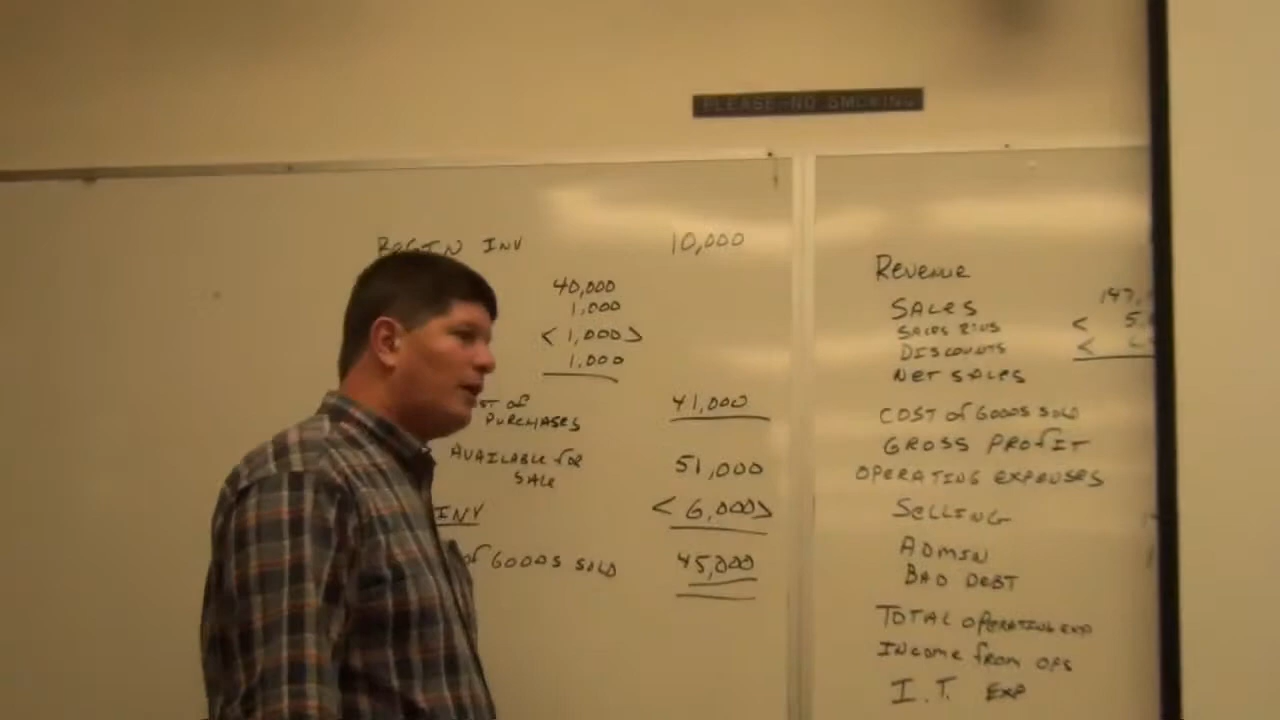 PLEASE-NO SMOKING
BEGIN INV 10,000
40,000
1,000
<1,000>
1,000
ST OF
PURCHASES 41,000
AVAILABLE FOR
SALE 51,000
INV <6,000>
OF GOODS SOLD 45,000
REVENUE
SALES 147,
SALES RTNS < 5,
DISCOUNTS <
NET SALES
COST OF GOODS SOLD
GROSS PROFIT
OPERATING EXPENSES
SELLING
ADMIN
BAD DEBT
TOTAL OPERATING EXP
INCOME FROM OPS
I.T. EXP